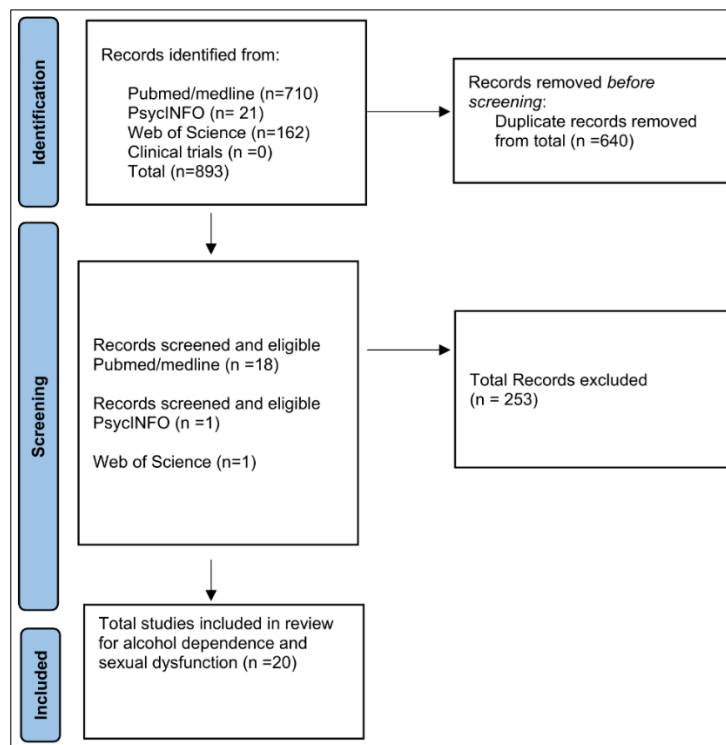 Identification
Records identified from:
Pubmed/medline (n=710)
PsycINFO (n= 21)
Web of Science (n=162)
Clinical trials (n =0)
Total (n=893)
Records removed before
screening:
Duplicate records removed
from total (n =640)
Screening
Records screened and eligible
Pubmed/medline (n =18)
Records screened and eligible
PsycINFO (n =1)
Web of Science (n=1)
Total Records excluded
(n = 253)
Included
Total studies included in review
for alcohol dependence and
sexual dysfunction (n =20)